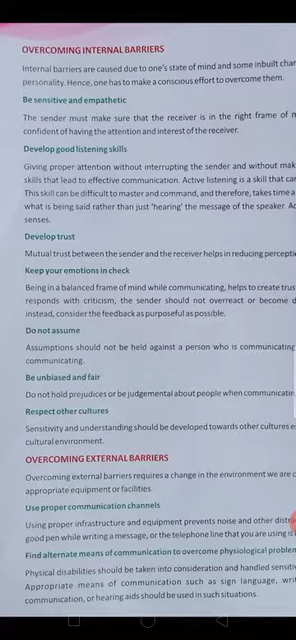 OVERCOMING INTERNAL BARRIERS
Internal barriers are caused due to one's state of mind and some inbuilt
personality. Hence, one has to make a conscious effort to overcome them.
Be sensitive and empathetic
The sender must make sure that the receiver is in the right frame of
confident of having the attention and interest of the receiver.
Develop good listening skills
Giving proper attention without interrupting the sender and without
skills that lead to effective communication. Active listening is a skill that
This skill can be difficult to master and command, and therefore, takes time a
what is being said rather than just 'hearing' the message of the speaker.
senses.
Develop trust
Mutual trust between the sender and the receiver helps in reducing
Keep your emotions in check
Being in a balanced frame of mind while communicating, helps to create trus
responds with criticism, the sender should not overreact or become
instead, consider the feedback as purposeful as possible.
Do not assume
Assumptions should not be held against a person who is communicating
communicating.
Be unbiased and fair
Do not hold prejudices or be judgemental about people when
Respect other cultures
Sensitivity and understanding should be developed towards other cultures
cultural environment.
OVERCOMING EXTERNAL BARRIERS
Overcoming external barriers requires a change in the environment we are
appropriate equipment or facilities.
Use proper communication channels
Using proper infrastructure and equipment prevents noise and other
good pen while writing a message, or the telephone line that you are using is
Find alternate means of communication to overcome physiological
Physical disabilities should be taken into consideration and handled
Appropriate means of communication such as sign language,
communication, or hearing aids should be used in such situations.